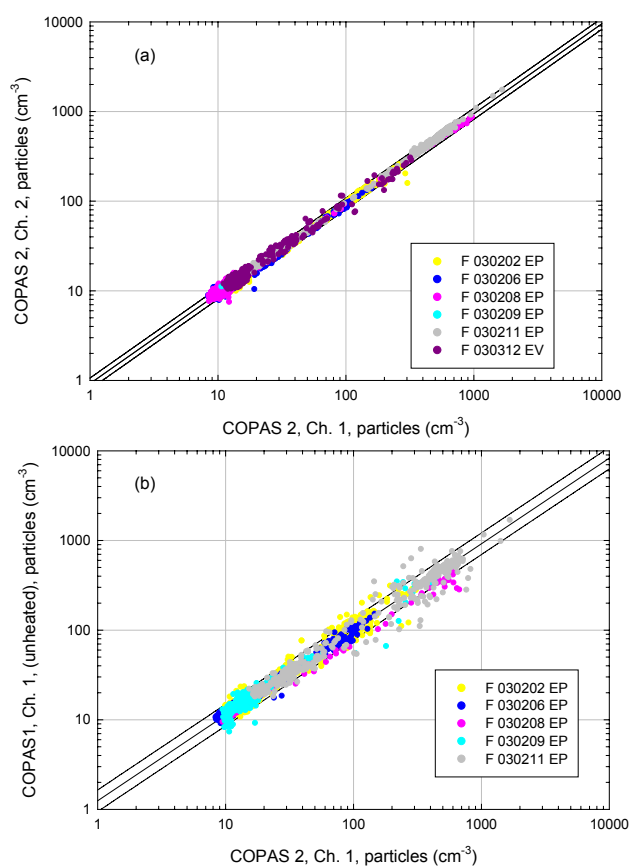 10000
(a)
1000
100
10
1
COPAS 2, Ch. 2, particles (cm-3)
F 030202 EP
F 030206 EP
F 030208 EP
F 030209 EP
F 030211 EP
F 030312 EV
1 10 100 1000 10000
COPAS 2, Ch. 1, particles (cm-3)
10000
(b)
1000
100
10
1
COPAS1, Ch. 1, (unheated), particles (cm-3)
F 030202 EP
F 030206 EP
F 030208 EP
F 030209 EP
F 030211 EP
1 10 100 1000 10000
COPAS 2, Ch. 1, particles (cm-3)